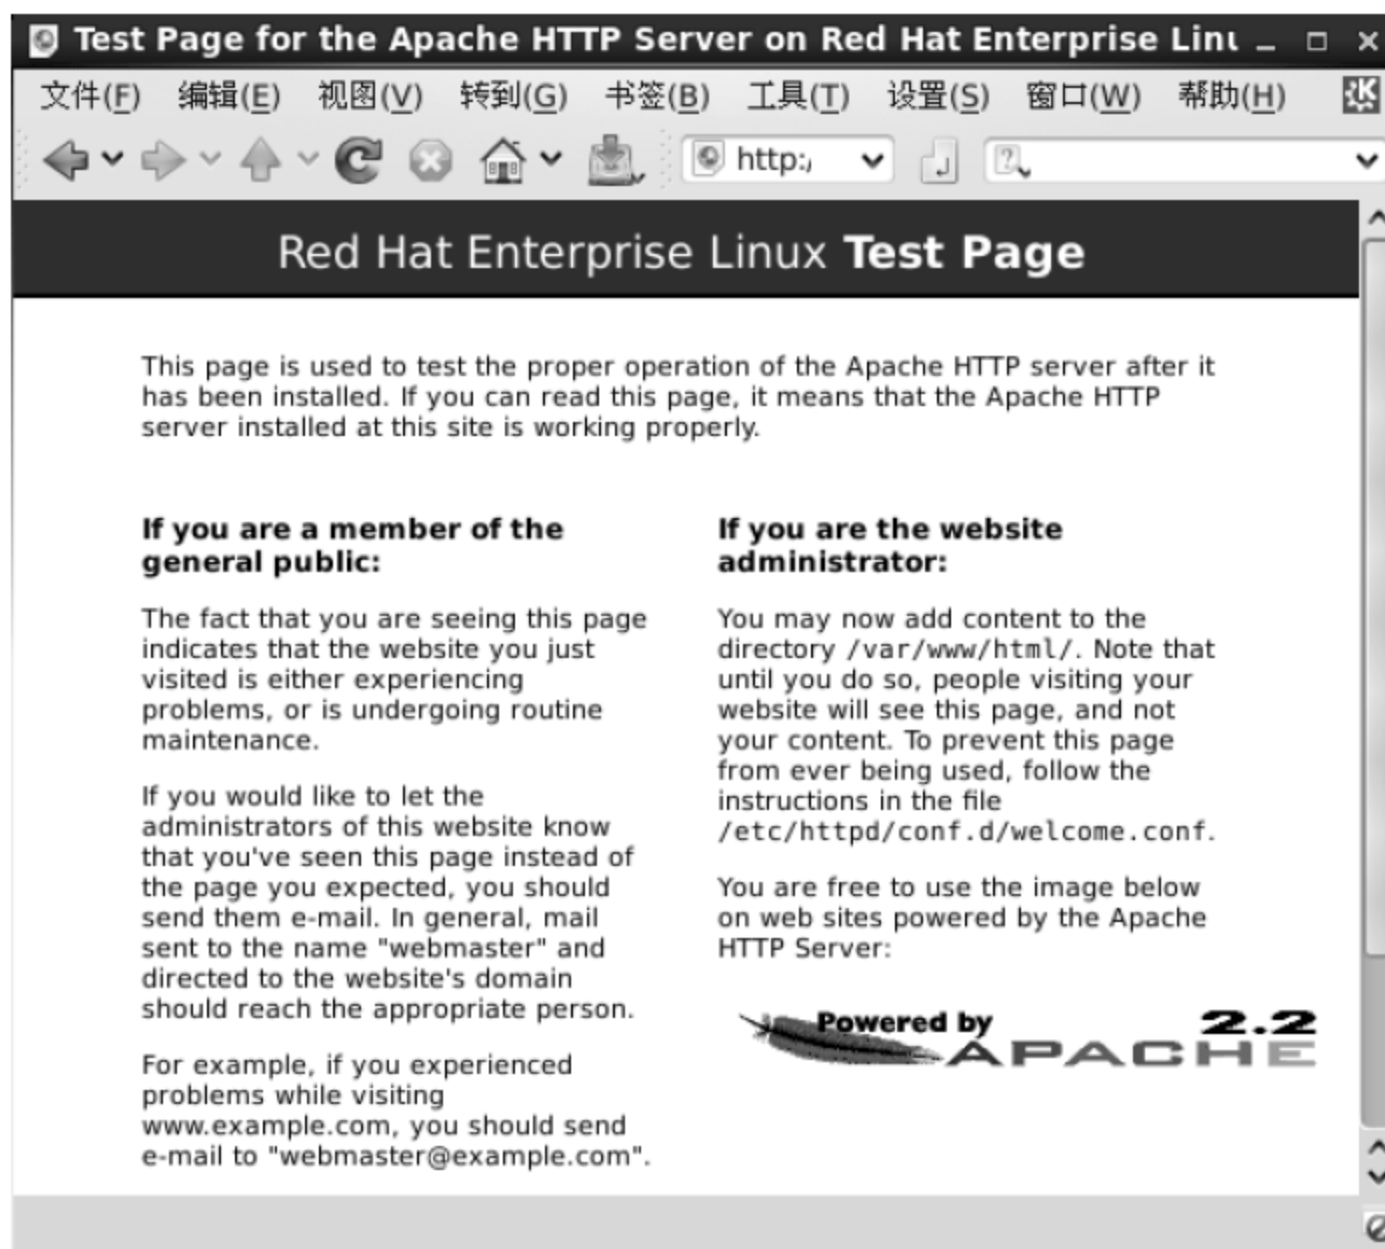 Test Page for the Apache HTTP Server on Red Hat Enterprise Linu
文件(F) 编辑(E) 视图(V) 转到(G) 书签(B) 工具(T) 设置(S) 窗口(W) 帮助(H)
http:/
Red Hat Enterprise Linux Test Page
This page is used to test the proper operation of the Apache HTTP server after it
has been installed. If you can read this page, it means that the Apache HTTP
server installed at this site is working properly.
If you are a member of the
general public:
The fact that you are seeing this page
indicates that the website you just
visited is either experiencing
problems, or is undergoing routine
maintenance.
If you would like to let the
administrators of this website know
that you've seen this page instead of
the page you expected, you should
send them e-mail. In general, mail
sent to the name "webmaster" and
directed to the website's domain
should reach the appropriate person.
For example, if you experienced
problems while visiting
www.example.com, you should send
e-mail to "webmaster@example.com".
If you are the website
administrator:
You may now add content to the
directory /var/www/html/. Note that
until you do so, people visiting your
website will see this page, and not
your content. To prevent this page
from ever being used, follow the
instructions in the file
/etc/httpd/conf.d/welcome.conf.
You are free to use the image below
on web sites powered by the Apache
HTTP Server:
Powered by 2.2
APACHE